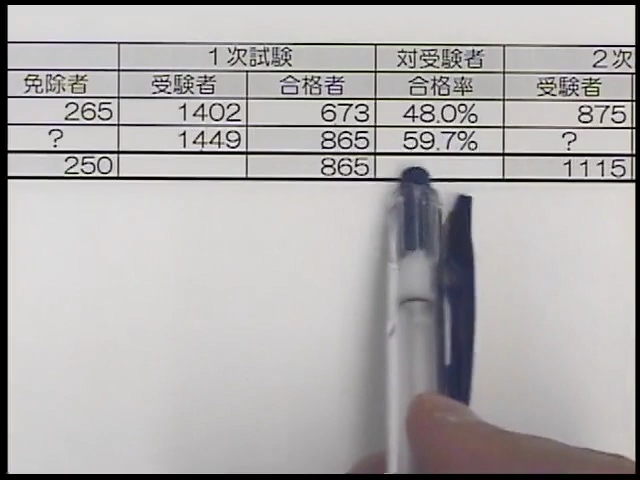 1次試験 対受験者 2次
免除者 受験者 合格者 合格率 受験者
265 1402 673 48.0% 875
? 1449 865 59.7% ?
250 865 1115